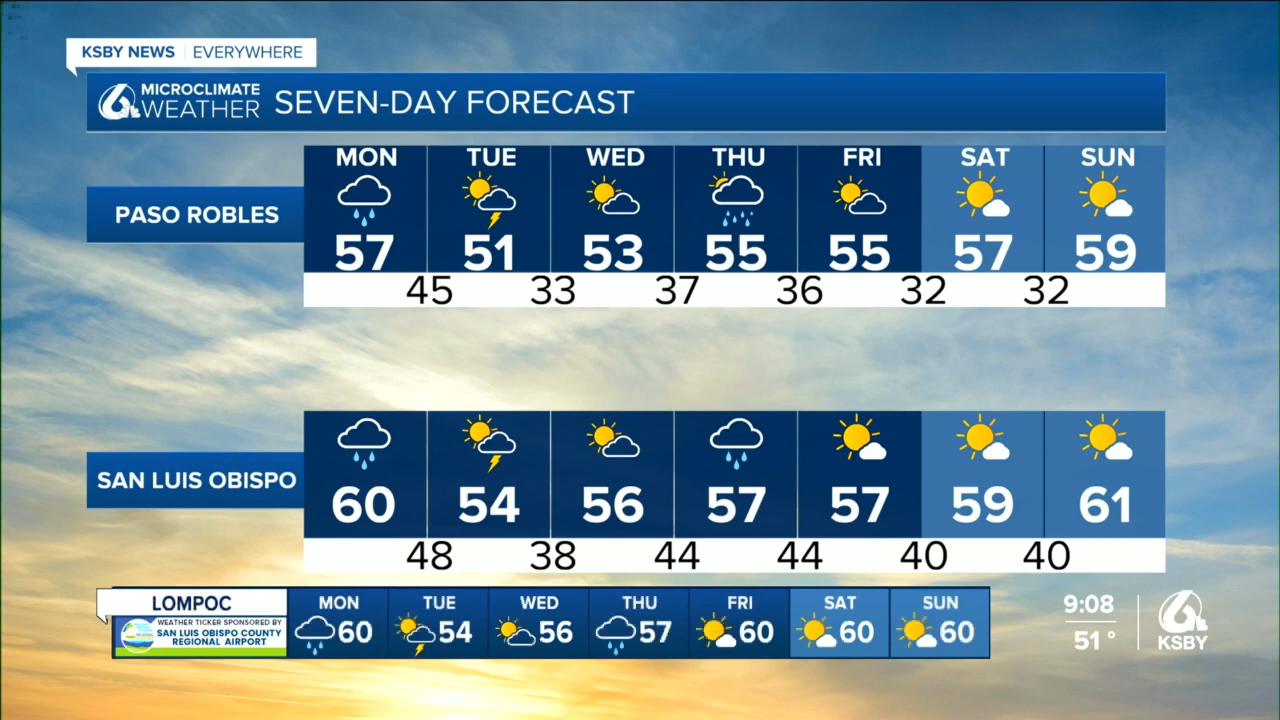 KSBY NEWS | EVERYWHERE
6 MICROCLIMATE
WEATHER
SEVEN-DAY FORECAST
MON TUE WED THU FRI SAT SUN
PASO ROBLES
57 51 53 55 55 57 59
45 33 37 36 32 32
SAN LUIS OBISPO
60 54 56 57 57 59 61
48 38 44 44 40 40
LOMPOC
WEATHER TICKER SPONSORED BY
SAN LUIS OBISPO COUNTY
REGIONAL AIRPORT
MON TUE WED THU FRI SAT SUN
60 54 56 57 60 60 60
9:08
51°
6
KSBY